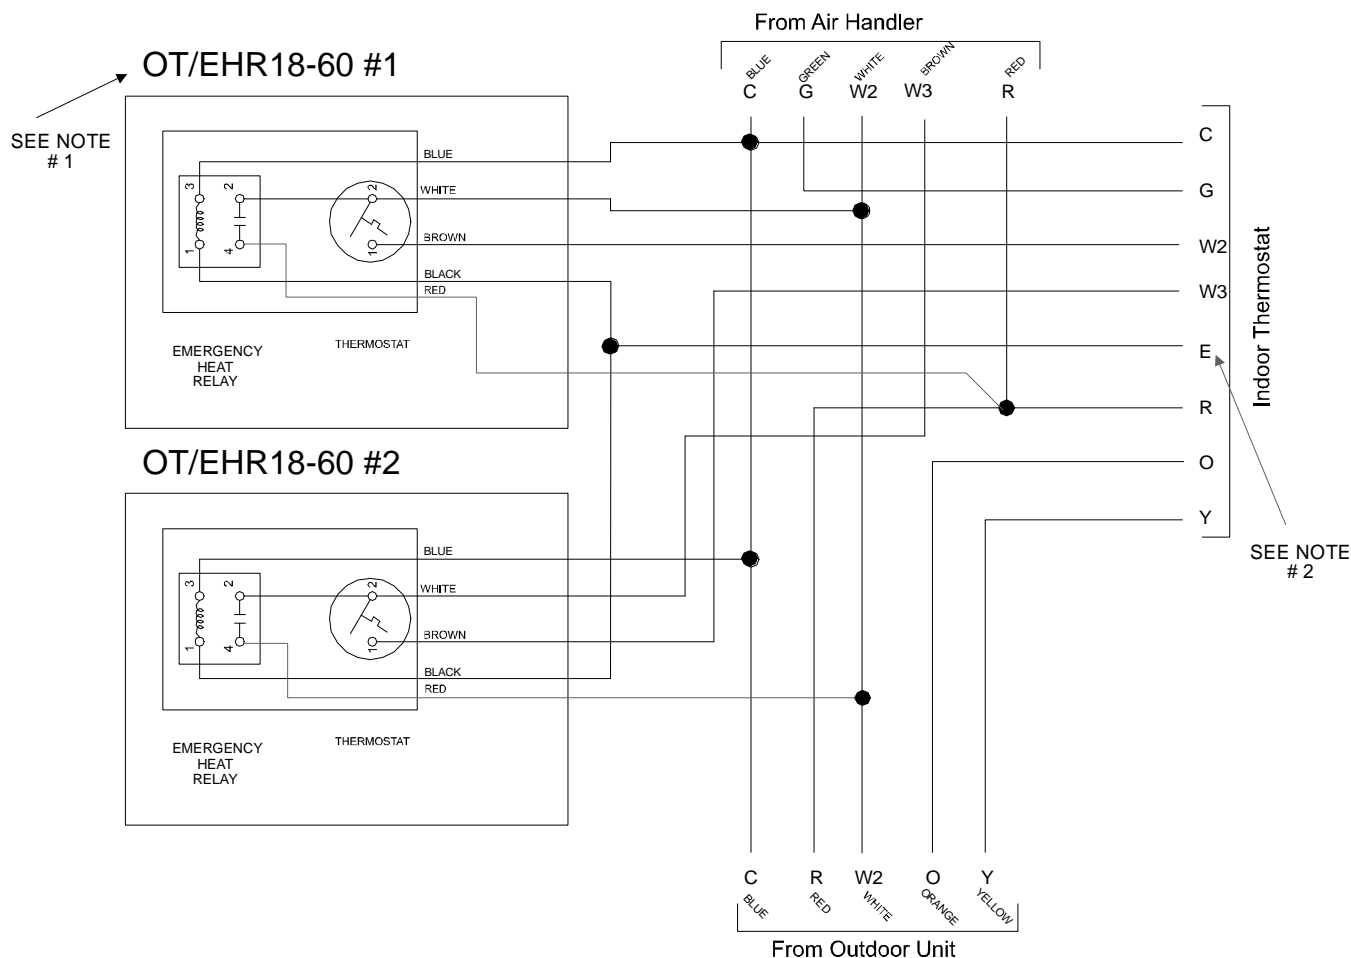 From Air Handler
BLUE GREEN WHITE BROWN RED
C G W2 W3 R
OT/EHR18-60 #1
SEE NOTE
# 1
3 2
1 4
2
1
BLUE
WHITE
BROWN
BLACK
RED
EMERGENCY
HEAT
RELAY
THERMOSTAT
C
G
W2
W3
E
R
O
Y
Indoor Thermostat
SEE NOTE
# 2
OT/EHR18-60 #2
3 2
1 4
2
1
BLUE
WHITE
BROWN
BLACK
RED
EMERGENCY
HEAT
RELAY
THERMOSTAT
C R W2 O Y
BLUE RED WHITE ORANGE YELLOW
From Outdoor Unit